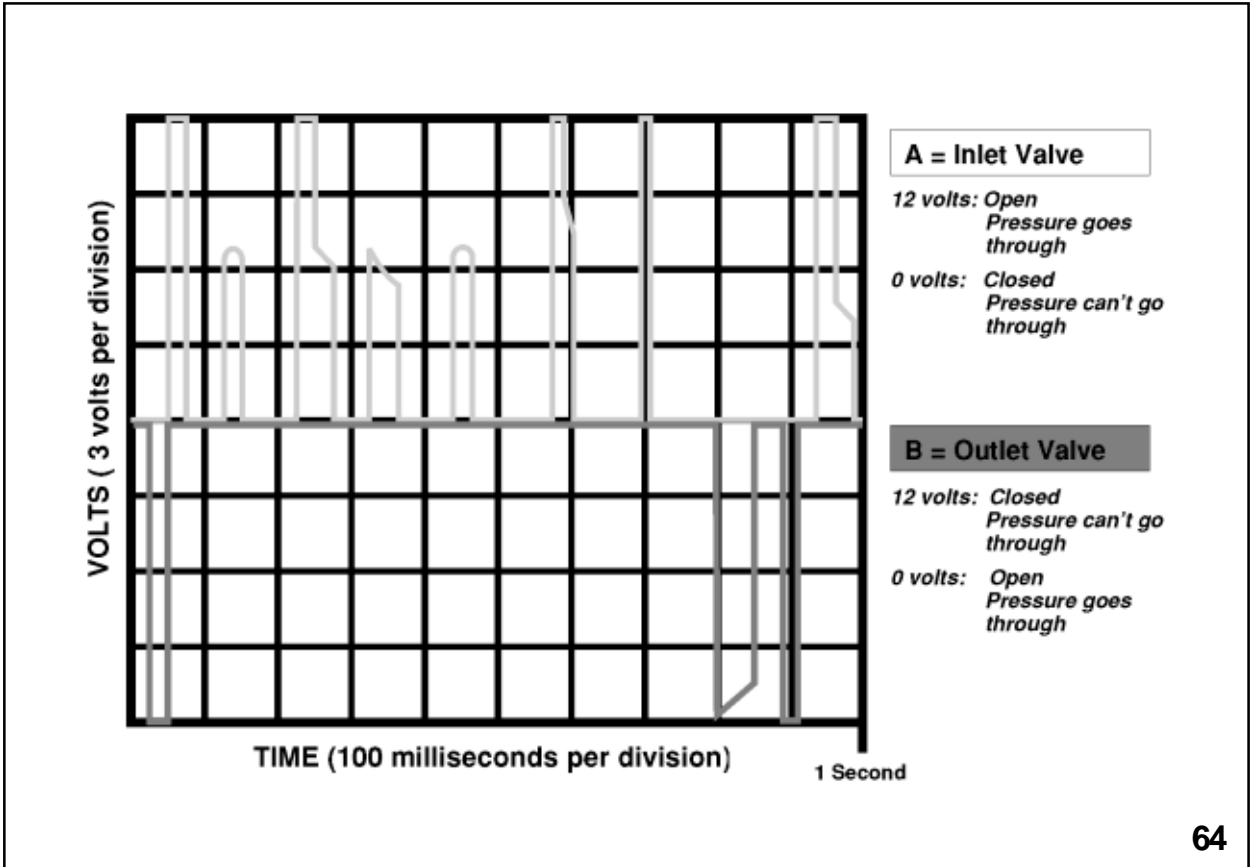 VOLTS ( 3 volts per division)
TIME (100 milliseconds per division)
1 Second
A = Inlet Valve
12 volts: Open
Pressure goes
through
0 volts: Closed
Pressure can't go
through
B = Outlet Valve
12 volts: Closed
Pressure can't go
through
0 volts: Open
Pressure goes
through
64